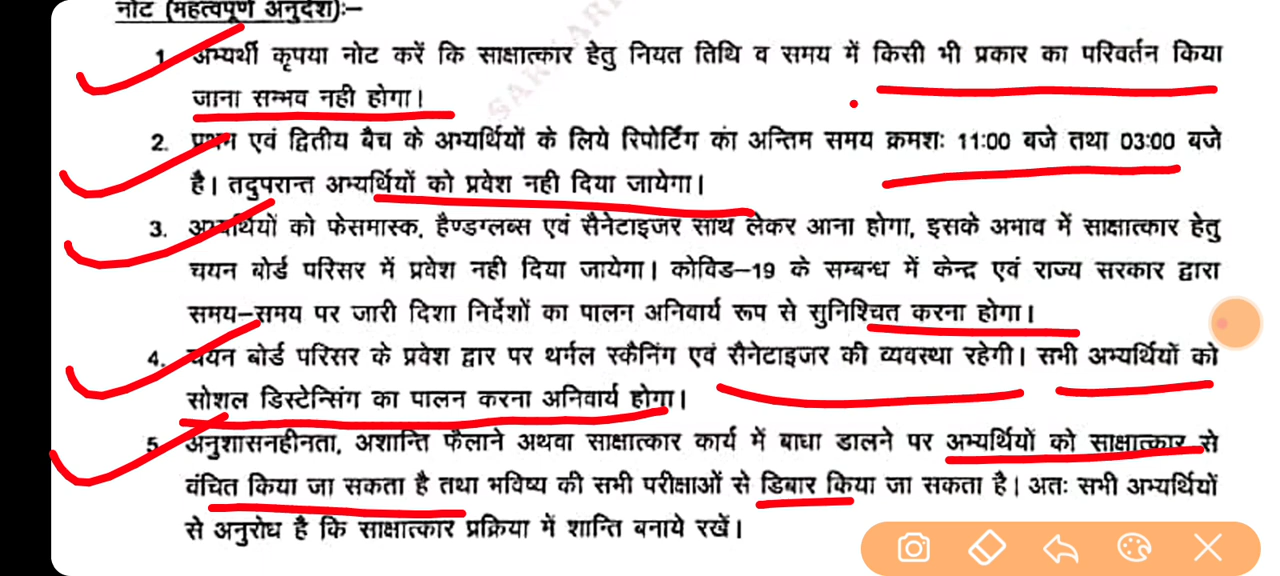 नोट (महत्वपूर्ण अनुदेश):–
1. अभ्यर्थी कृपया नोट करें कि साक्षात्कार हेतु नियत तिथि व समय में किसी भी प्रकार का परिवर्तन किया
जाना सम्भव नही होगा।
2. प्रथम एवं द्वितीय बैच के अभ्यर्थियों के लिये रिपोर्टिंग का अन्तिम समय क्रमशः 11:00 बजे तथा 03:00 बजे
है। तदुपरान्त अभ्यर्थियों को प्रवेश नही दिया जायेगा।
3. अभ्यर्थियों को फेसमास्क, हैण्डग्लब्स एवं सैनेटाइजर साथ लेकर आना होगा, इसके अभाव में साक्षात्कार हेतु
चयन बोर्ड परिसर में प्रवेश नही दिया जायेगा। कोविड–19 के सम्बन्ध में केन्द्र एवं राज्य सरकार द्वारा
समय–समय पर जारी दिशा निर्देशों का पालन अनिवार्य रूप से सुनिश्चित करना होगा।
4. चयन बोर्ड परिसर के प्रवेश द्वार पर थर्मल स्कैनिंग एवं सैनेटाइजर की व्यवस्था रहेगी। सभी अभ्यर्थियों को
सोशल डिस्टेन्सिंग का पालन करना अनिवार्य होगा।
5. अनुशासनहीनता, अशान्ति फैलाने अथवा साक्षात्कार कार्य में बाधा डालने पर अभ्यर्थियों को साक्षात्कार से
वंचित किया जा सकता है तथा भविष्य की सभी परीक्षाओं से डिबार किया जा सकता है। अतः सभी अभ्यर्थियों
से अनुरोध है कि साक्षात्कार प्रक्रिया में शान्ति बनाये रखें।